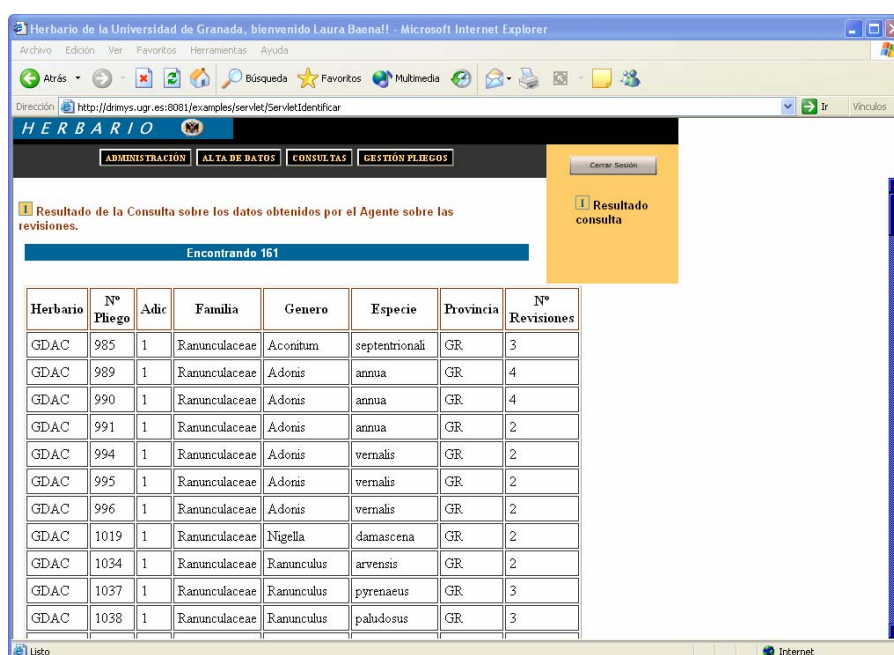 Herbario de la Universidad de Granada, bienvenido Laura Baena!! - Microsoft Internet Explorer
Archivo Edición Ver Favoritos Herramientas Ayuda
Atrás Búsqueda Favoritos Multimedia
Dirección http://drimys.ugr.es:8081/examples/servlet/ServletIdentificar Ir Vínculos
HERBARIO
ADMINISTRACIÓN ALTA DE DATOS CONSULTAS GESTIÓN PLIEGOS
Cerrar Sesión
1 Resultado de la Consulta sobre los datos obtenidos por el Agente sobre las
revisiones.
1 Resultado
consulta
Encontrando 161
Herbario Nº Pliego Adic Familia Genero Especie Provincia Nº Revisiones
GDAC 985 1 Ranunculaceae Aconitum septentrionali GR 3
GDAC 989 1 Ranunculaceae Adonis annua GR 4
GDAC 990 1 Ranunculaceae Adonis annua GR 4
GDAC 991 1 Ranunculaceae Adonis annua GR 2
GDAC 994 1 Ranunculaceae Adonis vernalis GR 2
GDAC 995 1 Ranunculaceae Adonis vernalis GR 2
GDAC 996 1 Ranunculaceae Adonis vernalis GR 2
GDAC 1019 1 Ranunculaceae Nigella damascena GR 2
GDAC 1034 1 Ranunculaceae Ranunculus arvensis GR 2
GDAC 1037 1 Ranunculaceae Ranunculus pyrenaeus GR 3
GDAC 1038 1 Ranunculaceae Ranunculus paludosus GR 3
Listo Internet